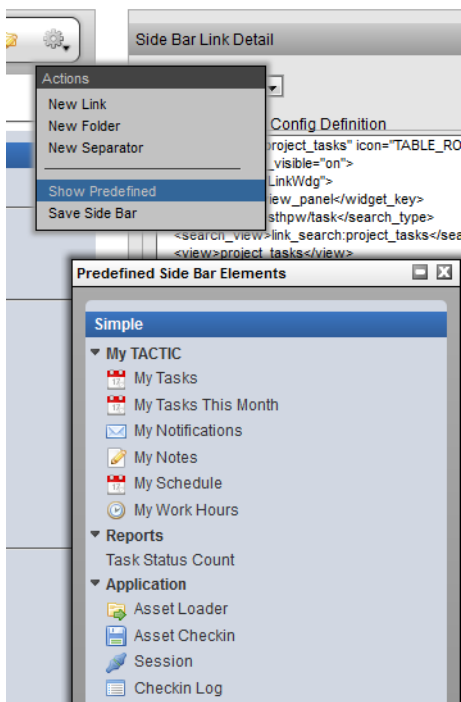 Side Bar Link Detail
Actions
New Link
New Folder
New Separator
Show Predefined
Save Side Bar
Config Definition
project_tasks" icon="TABLE_RO
_visible="on">
LinkWdg">
iew_panel</widget_key>
sthpw/task</search_type>
<search_view>link_search:project_tasks</sea
<view>project_tasks</view>
Predefined Side Bar Elements
Simple
My TACTIC
My Tasks
My Tasks This Month
My Notifications
My Notes
My Schedule
My Work Hours
Reports
Task Status Count
Application
Asset Loader
Asset Checkin
Session
Checkin Log